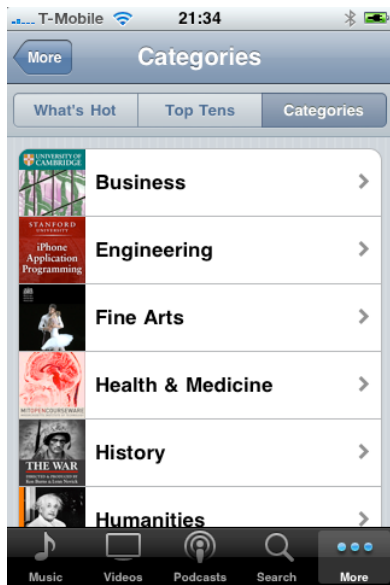 T-Mobile 21:34
More Categories
What's Hot Top Tens Categories
UNIVERSITY OF
CAMBRIDGE
Business
STANFORD
UNIVERSITY
iPhone
Application
Programming
Engineering
Fine Arts
Health & Medicine
MITOPENCOURSEWARE
History
THE WAR
Humanities
Music Videos Podcasts Search More